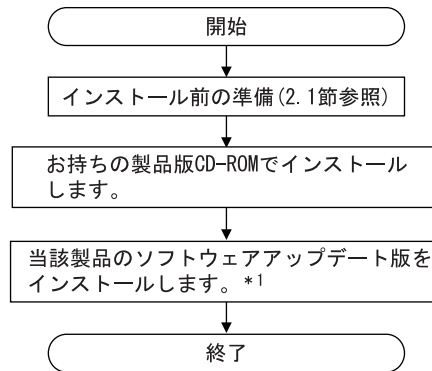 開始
インストール前の準備(2.1節参照)
お持ちの製品版CD-ROMでインストール
します。
当該製品のソフトウェアアップデート版を
インストールします。*1
終了